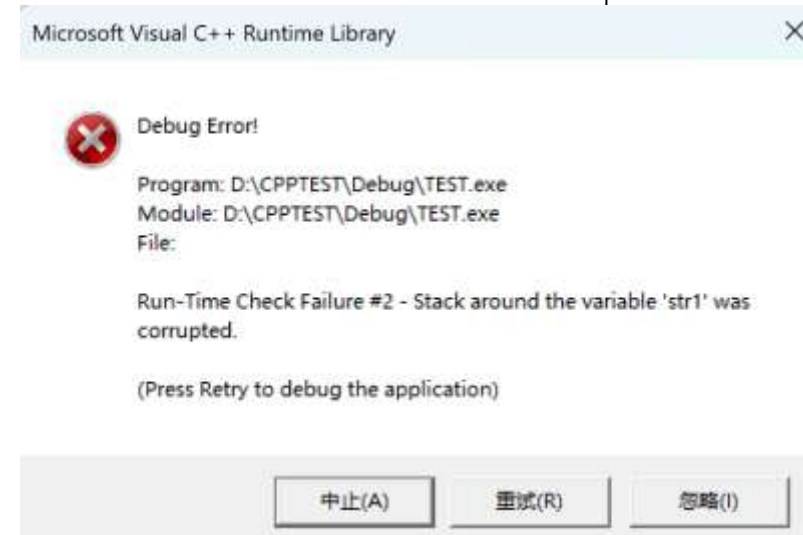 Microsoft Visual C++ Runtime Library
Debug Error!
Program: D:\CPPTEST\Debug\TEST.exe
Module: D:\CPPTEST\Debug\TEST.exe
File:
Run-Time Check Failure #2 - Stack around the variable 'str1' was
corrupted.
(Press Retry to debug the application)
中止(A) 重试(R) 忽略(I)